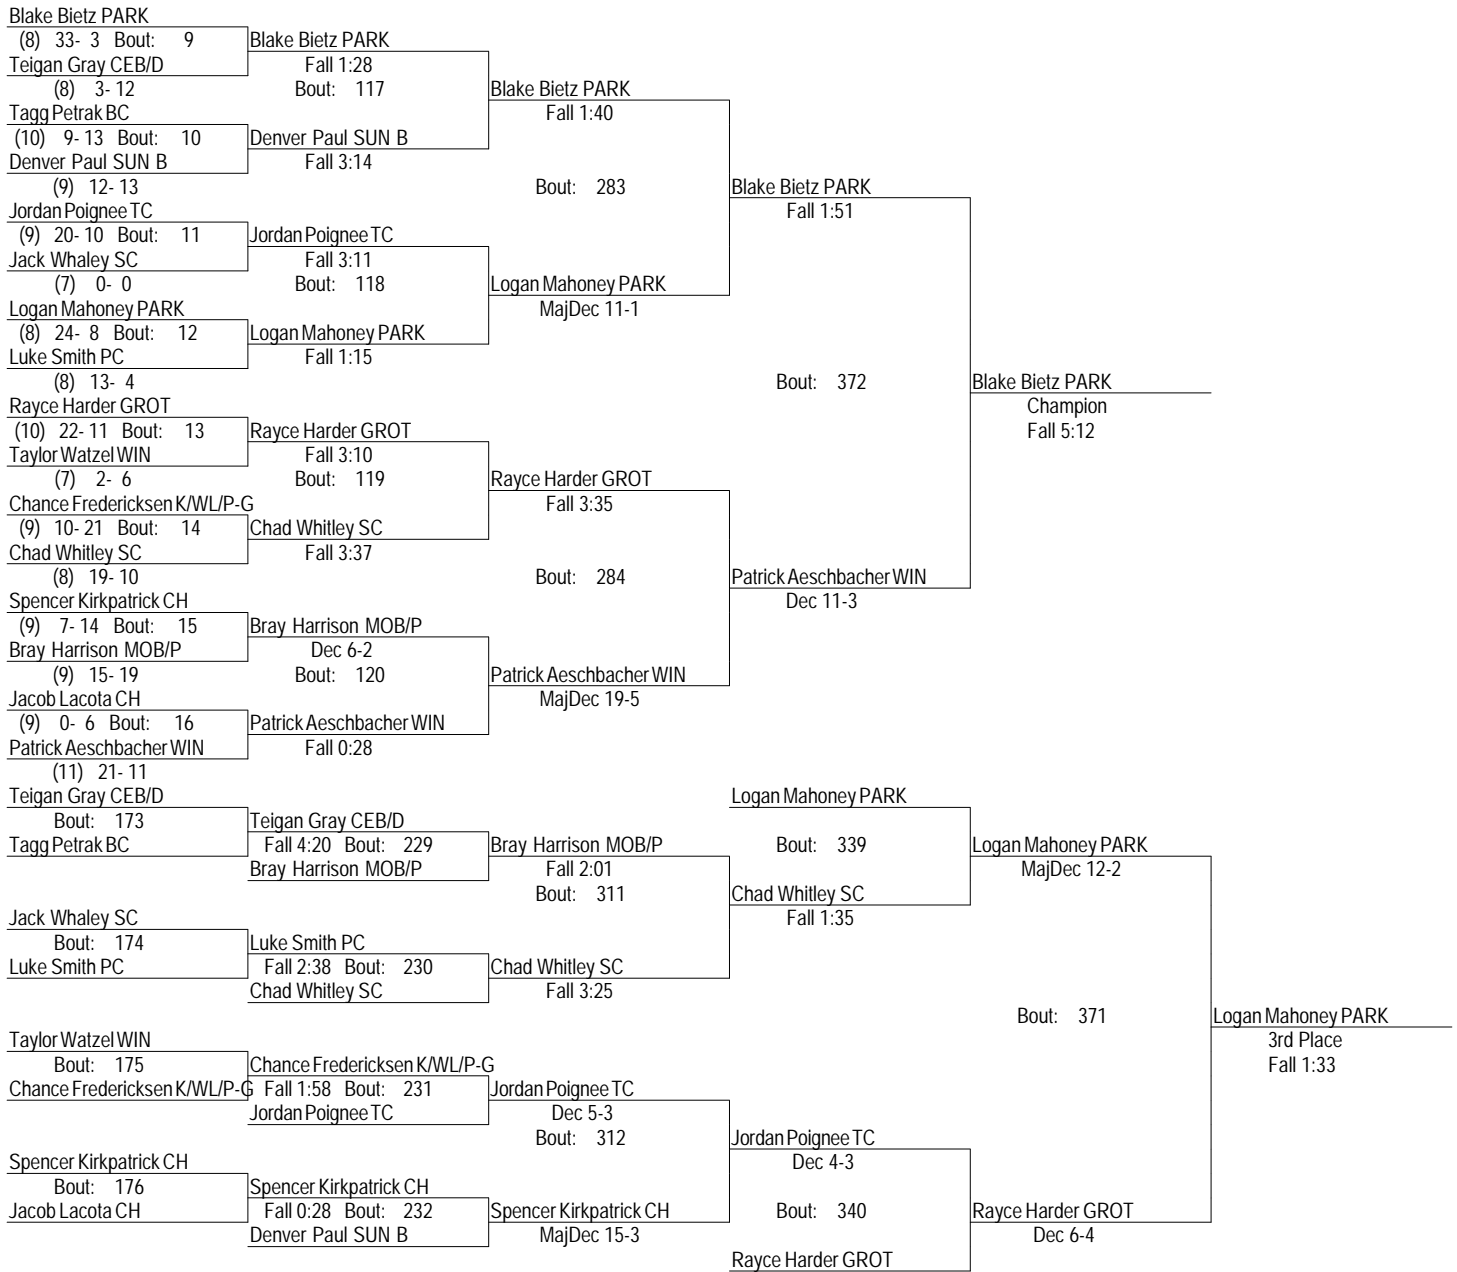 Blake Bietz PARK
(8) 33- 3 Bout: 9 Blake Bietz PARK
Teigan Gray CEB/D Fall 1:28
(8) 3- 12 Bout: 117 Blake Bietz PARK
Tagg Petrak BC Fall 1:40
(10) 9- 13 Bout: 10 Denver Paul SUN B
Denver Paul SUN B Fall 3:14
(9) 12- 13 Bout: 283 Blake Bietz PARK
Jordan Poignee TC Fall 1:51
(9) 20- 10 Bout: 11 Jordan Poignee TC
Jack Whaley SC Fall 3:11
(7) 0- 0 Bout: 118 Logan Mahoney PARK
Logan Mahoney PARK MajDec 11-1
(8) 24- 8 Bout: 12 Logan Mahoney PARK
Luke Smith PC Fall 1:15
(8) 13- 4 Bout: 372 Blake Bietz PARK
Rayce Harder GROT Champion
(10) 22- 11 Bout: 13 Rayce Harder GROT Fall 5:12
Taylor Watzel WIN Fall 3:10
(7) 2- 6 Bout: 119 Rayce Harder GROT
Chance Fredericksen K/WL/P-G Fall 3:35
(9) 10- 21 Bout: 14 Chad Whitley SC
Chad Whitley SC Fall 3:37
(8) 19- 10 Bout: 284 Patrick Aeschbacher WIN
Spencer Kirkpatrick CH Dec 11-3
(9) 7- 14 Bout: 15 Bray Harrison MOB/P
Bray Harrison MOB/P Dec 6-2
(9) 15- 19 Bout: 120 Patrick Aeschbacher WIN
Jacob Lacota CH MajDec 19-5
(9) 0- 6 Bout: 16 Patrick Aeschbacher WIN
Patrick Aeschbacher WIN Fall 0:28
(11) 21- 11
Teigan Gray CEB/D Logan Mahoney PARK
Bout: 173 Teigan Gray CEB/D
Tagg Petrak BC Fall 4:20 Bout: 229 Bray Harrison MOB/P Bout: 339 Logan Mahoney PARK
Bray Harrison MOB/P Fall 2:01 MajDec 12-2
Bout: 311 Chad Whitley SC
Jack Whaley SC Fall 1:35
Bout: 174 Luke Smith PC
Luke Smith PC Fall 2:38 Bout: 230 Chad Whitley SC
Chad Whitley SC Fall 3:25
Bout: 371 Logan Mahoney PARK
Taylor Watzel WIN 3rd Place
Bout: 175 Chance Fredericksen K/WL/P-G Fall 1:33
Chance Fredericksen K/WL/P-G Fall 1:58 Bout: 231 Jordan Poignee TC
Jordan Poignee TC Dec 5-3
Bout: 312 Jordan Poignee TC
Spencer Kirkpatrick CH Dec 4-3
Bout: 176 Spencer Kirkpatrick CH
Jacob Lacota CH Fall 0:28 Bout: 232 Spencer Kirkpatrick CH Bout: 340 Rayce Harder GROT
Denver Paul SUN B MajDec 15-3 Dec 6-4
Rayce Harder GROT